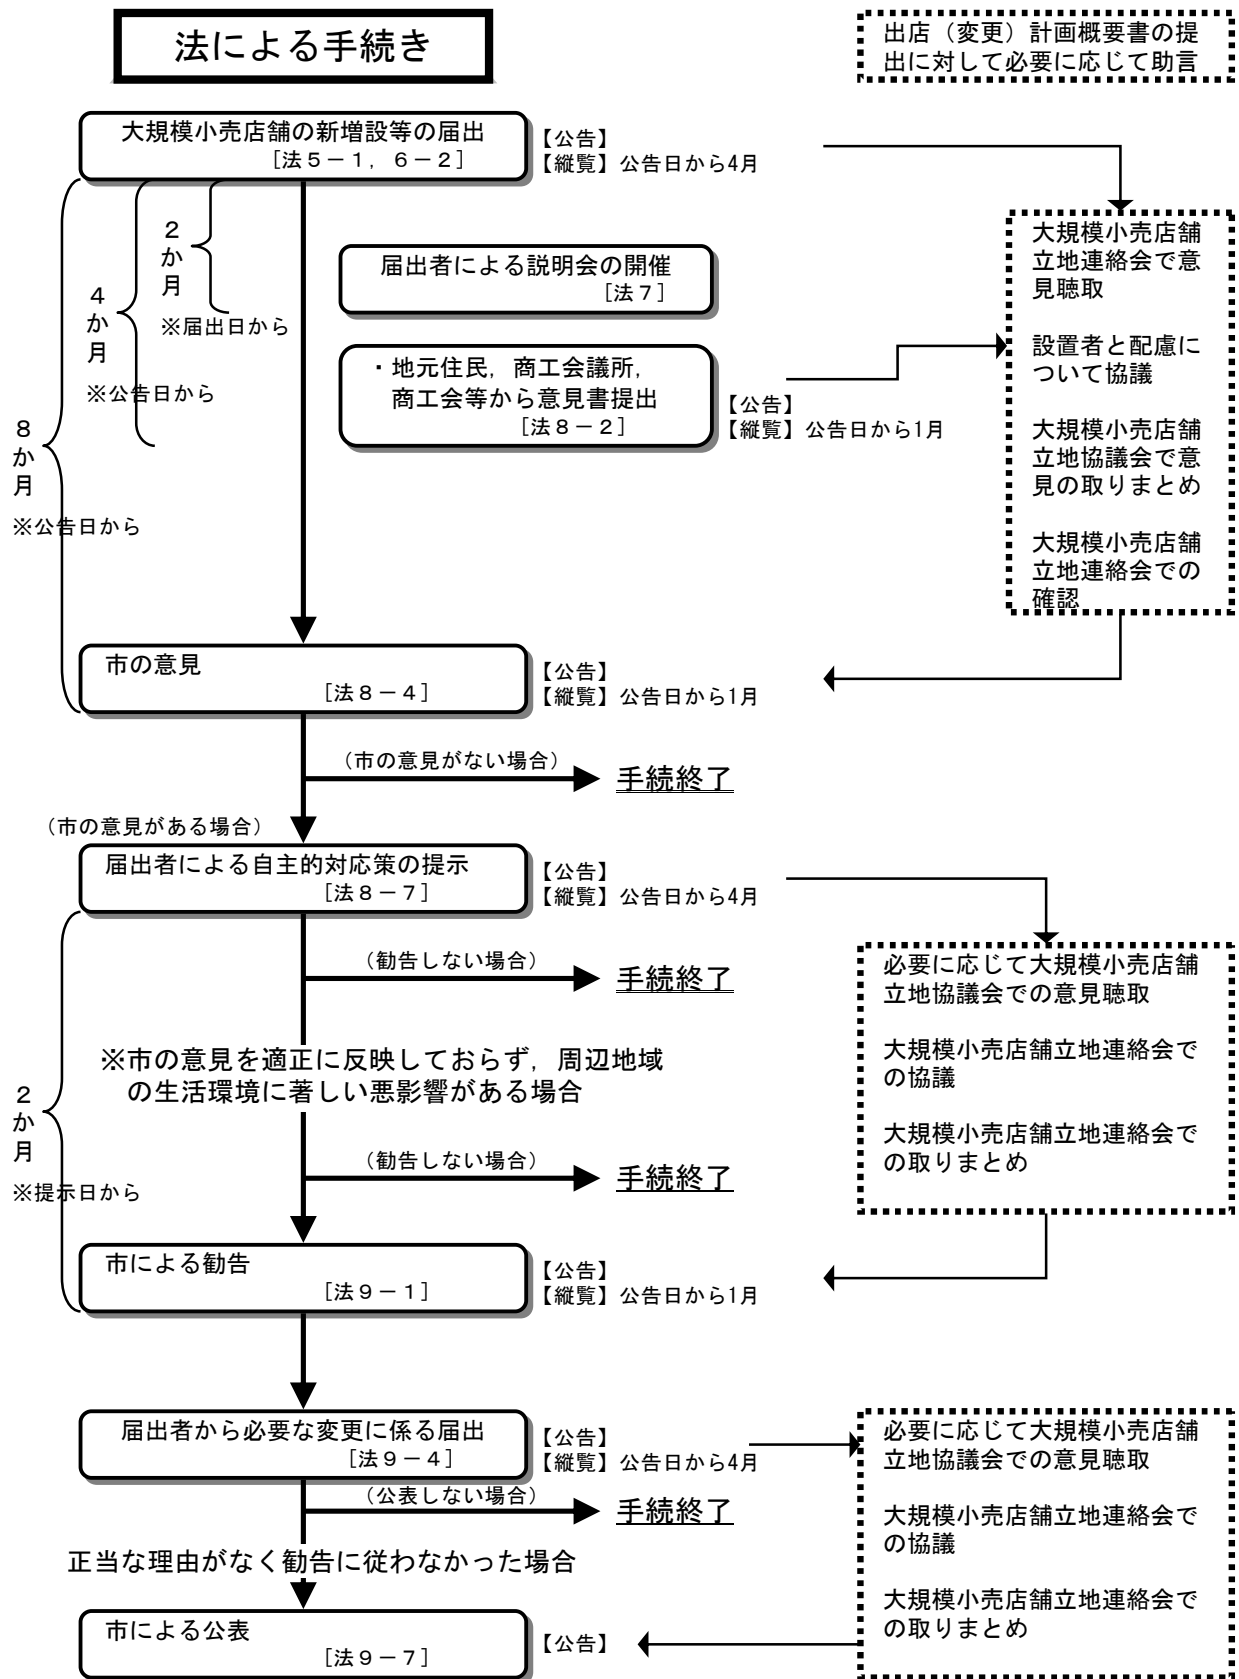 法による手続き
出店（変更）計画概要書の提
出に対して必要に応じて助言
大規模小売店舗の新増設等の届出
［法５－１，６－２］
【公告】
【縦覧】公告日から4月
２か月
※届出日から
４か月
※公告日から
８か月
※公告日から
届出者による説明会の開催
［法７］
・地元住民，商工会議所，
商工会等から意見書提出
［法８－２］
【公告】
【縦覧】公告日から1月
大規模小売店舗
立地連絡会で意
見聴取
設置者と配慮に
ついて協議
大規模小売店舗
立地協議会で意
見の取りまとめ
大規模小売店舗
立地連絡会での
確認
市の意見
［法８－４］
【公告】
【縦覧】公告日から1月
（市の意見がない場合）
手続終了
（市の意見がある場合）
届出者による自主的対応策の提示
［法８－７］
【公告】
【縦覧】公告日から4月
（勧告しない場合）
手続終了
※市の意見を適正に反映しておらず，周辺地域
の生活環境に著しい悪影響がある場合
２か月
※提示日から
（勧告しない場合）
手続終了
必要に応じて大規模小売店舗
立地協議会での意見聴取
大規模小売店舗立地連絡会で
の協議
大規模小売店舗立地連絡会で
の取りまとめ
市による勧告
［法９－１］
【公告】
【縦覧】公告日から1月
届出者から必要な変更に係る届出
［法９－４］
【公告】
【縦覧】公告日から4月
（公表しない場合）
手続終了
正当な理由がなく勧告に従わなかった場合
必要に応じて大規模小売店舗
立地協議会での意見聴取
大規模小売店舗立地連絡会で
の協議
大規模小売店舗立地連絡会で
の取りまとめ
市による公表
［法９－７］
【公告】